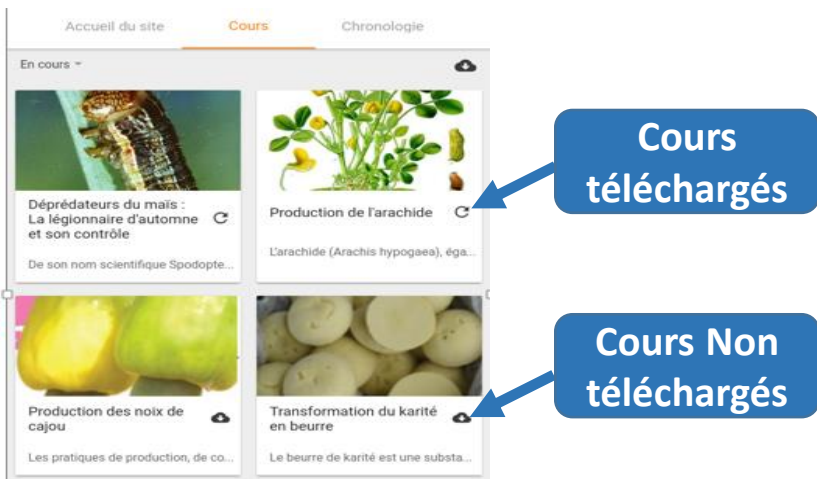 Accueil du site Cours Chronologie
En cours
Déprédateurs du maïs :
La légionnaire d'automne
et son contrôle
De son nom scientifique Spodopte...
Production de l'arachide
L'arachide (Arachis hypogaea), éga...
Cours
téléchargés
Production des noix de
cajou
Les pratiques de production, de co...
Transformation du karité
en beurre
Le beurre de karité est une substa...
Cours Non
téléchargés